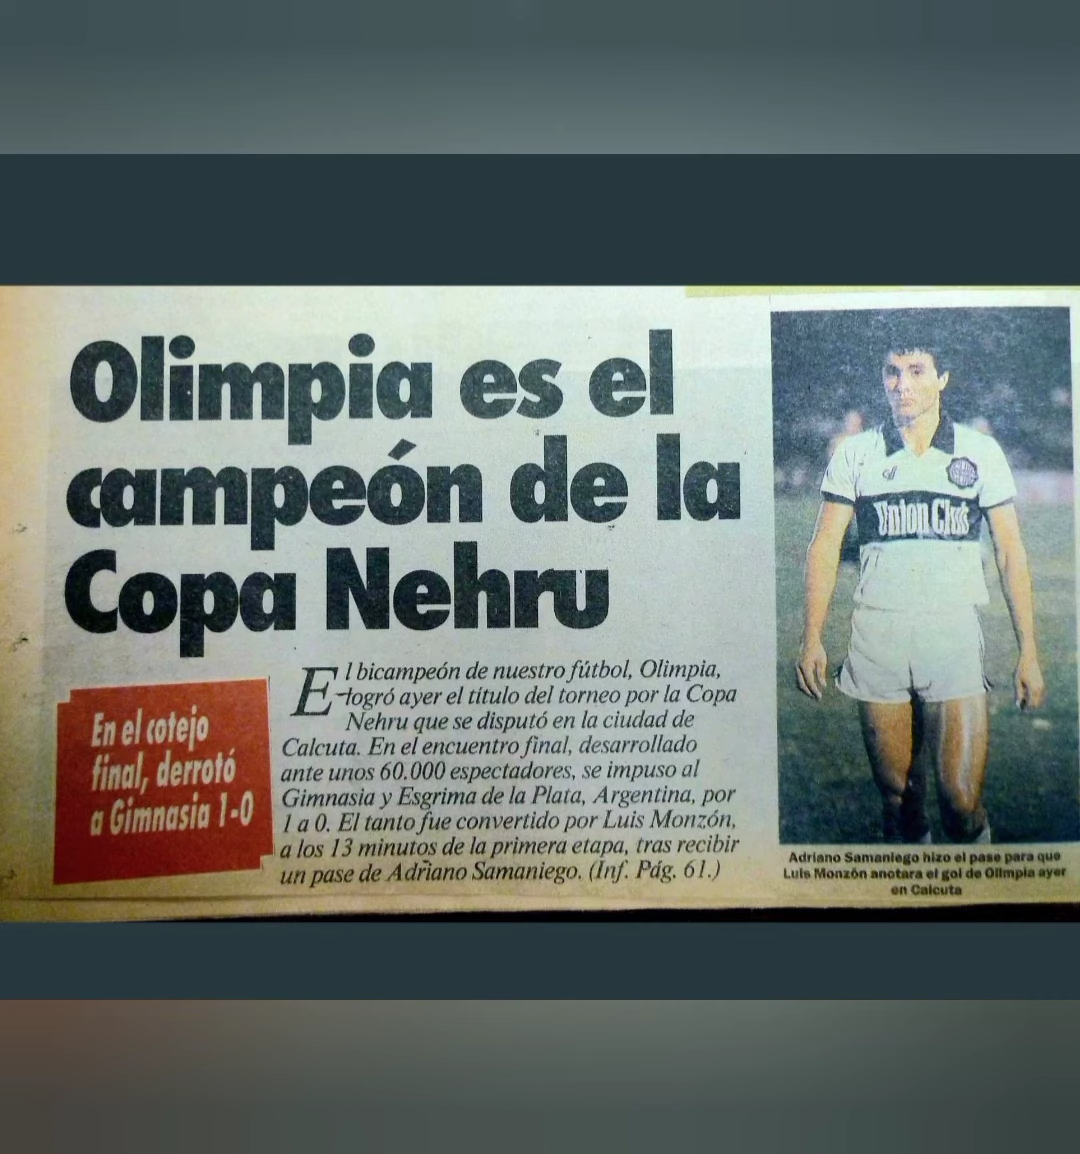 Olimpia es el
campeón de la
Copa Nehru
En el cotejo
final, derrotó
a Gimnasia 1-0
El bicampeón de nuestro fútbol, Olimpia,
logró ayer el título del torneo por la Copa
Nehru que se disputó en la ciudad de
Calcuta. En el encuentro final, desarrollado
ante unos 60.000 espectadores, se impuso al
Gimnasia y Esgrima de la Plata, Argentina, por
1 a 0. El tanto fue convertido por Luis Monzón,
a los 13 minutos de la primera etapa, tras recibir
un pase de Adriano Samaniego. (Inf. Pág. 61.)
Union Club
Adriano Samaniego hizo el pase para que
Luis Monzón anotara el gol de Olimpia ayer
en Calcuta